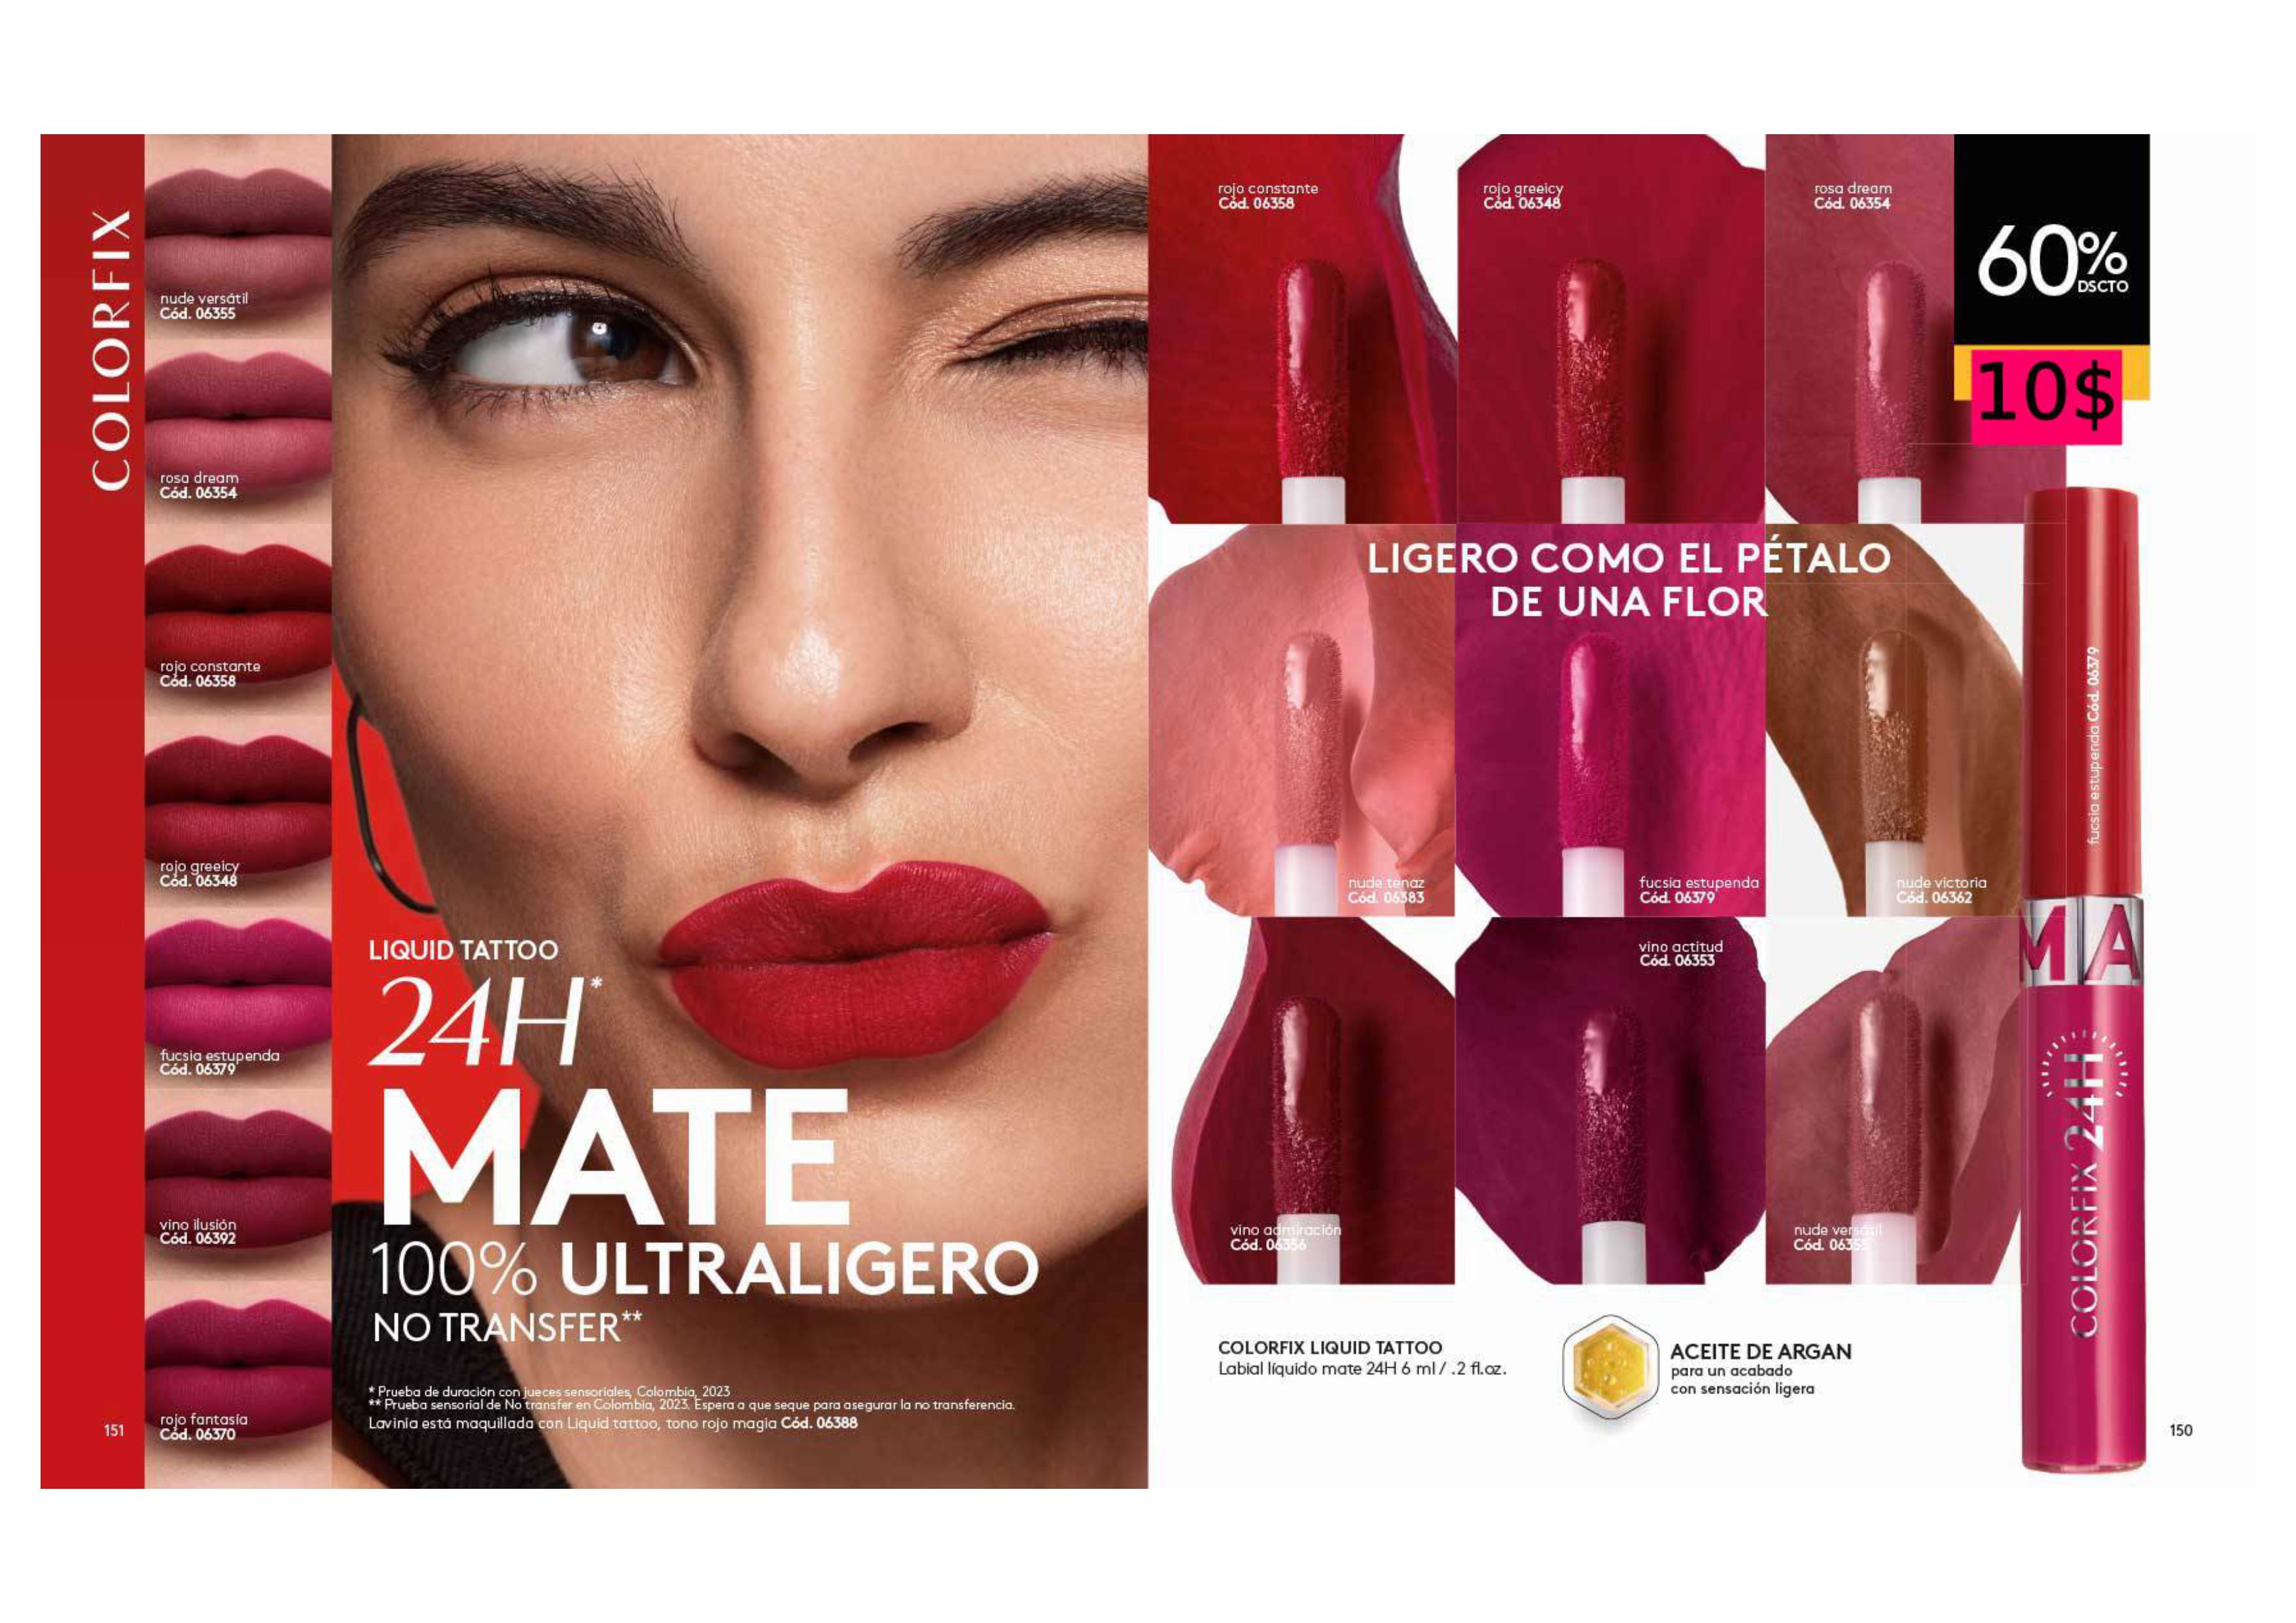 COLORFIX
nude versátil
Cód. 06355
rosa dream
Cód. 06354
rojo constante
Cód. 06358
rojo greeicy
Cód. 06348
fucsia estupenda
Cód. 06379
vino ilusión
Cód. 06392
rojo fantasía
Cód. 06370
151
LIQUID TATTOO
24H*
MATE
100% ULTRALIGERO
NO TRANSFER**
* Prueba de duración con jueces sensoriales, Colombia, 2023
** Prueba sensorial de No transfer en Colombia, 2023. Espera a que seque para asegurar la no transferencia.
Lavinia está maquillada con Liquid tattoo, tono rojo magia Cód. 06388
rojo constante
Cód. 06358
rojo greeicy
Cód. 06348
rosa dream
Cód. 06354
60%
DSCTO
10$
LIGERO COMO EL PÉTALO
DE UNA FLOR
nude tenaz
Cód. 06383
fucsia estupenda
Cód. 06379
nude victoria
Cód. 06362
fucsia estupenda Cód. 06379
vino admiración
Cód. 06356
vino actitud
Cód. 06353
nude versátil
Cód. 06355
MA
COLORFIX 24H
COLORFIX LIQUID TATTOO
Labial líquido mate 24H 6 ml / .2 fl.oz.
ACEITE DE ARGAN
para un acabado
con sensación ligera
150